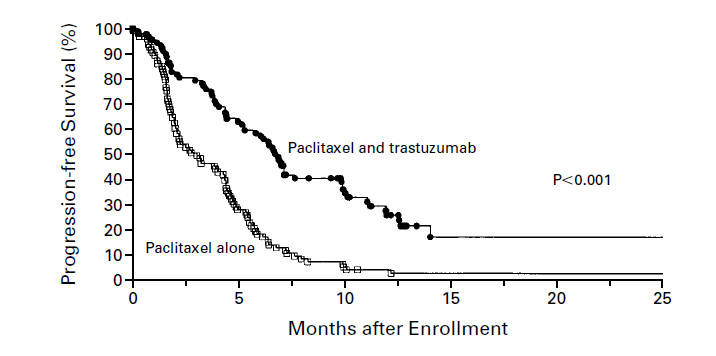 Progression-free Survival (%)
100
90
80
70
60
50
40
30
20
10
0
Paclitaxel and trastuzumab
P<0.001
Paclitaxel alone
0 5 10 15 20 25
Months after Enrollment